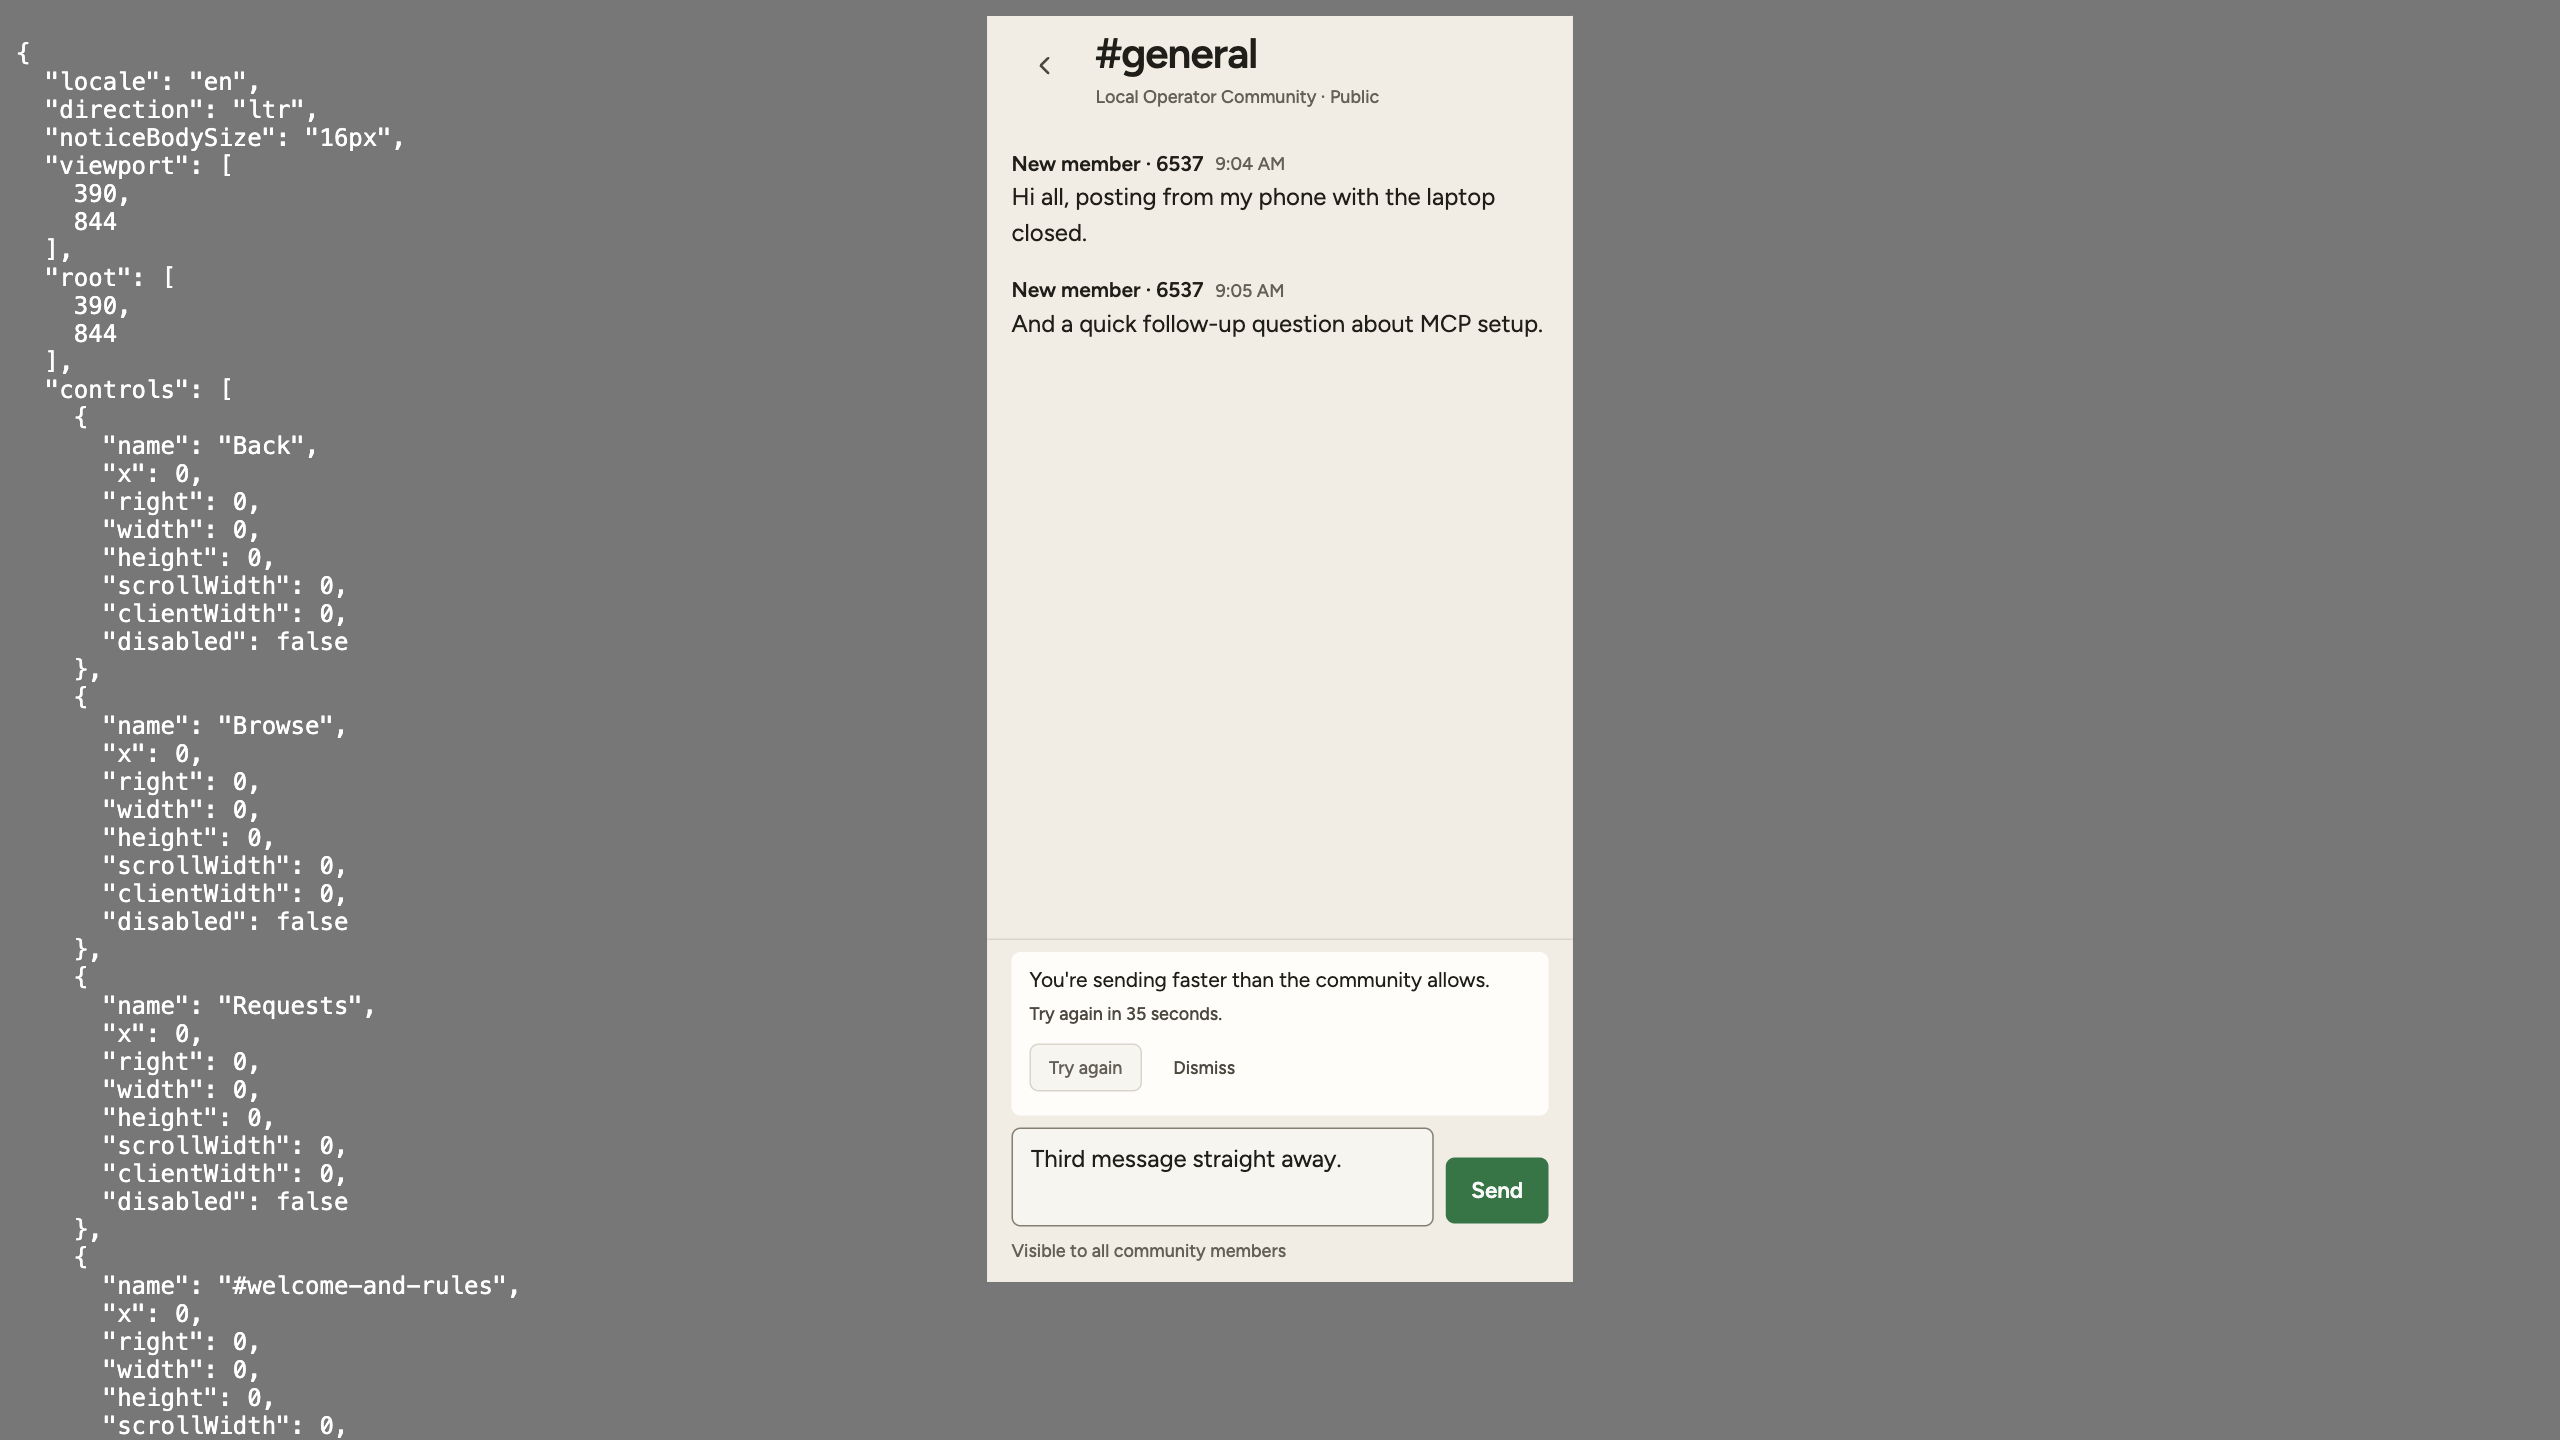 {
"locale": "en",
"direction": "ltr",
"noticeBodySize": "16px",
"viewport": [
390,
844
],
"root": [
390,
844
],
"controls": [
{
"name": "Back",
"x": 0,
"right": 0,
"width": 0,
"height": 0,
"scrollWidth": 0,
"clientWidth": 0,
"disabled": false
},
{
"name": "Browse",
"x": 0,
"right": 0,
"width": 0,
"height": 0,
"scrollWidth": 0,
"clientWidth": 0,
"disabled": false
},
{
"name": "Requests",
"x": 0,
"right": 0,
"width": 0,
"height": 0,
"scrollWidth": 0,
"clientWidth": 0,
"disabled": false
},
{
"name": "#welcome-and-rules",
"x": 0,
"right": 0,
"width": 0,
"height": 0,
"scrollWidth": 0,
#general
Local Operator Community · Public
New member · 6537 9:04 AM
Hi all, posting from my phone with the laptop
closed.
New member · 6537 9:05 AM
And a quick follow-up question about MCP setup.
You're sending faster than the community allows.
Try again in 35 seconds.
Try again Dismiss
Third message straight away.
Send
Visible to all community members